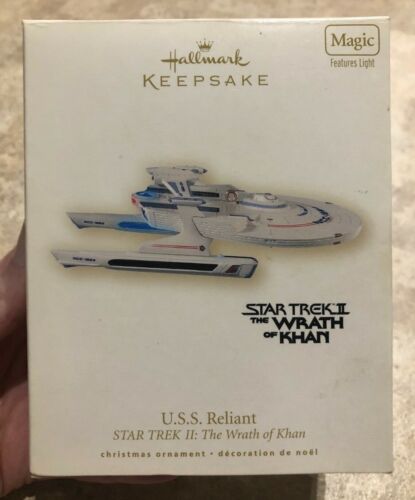 Hallmark
KEEPSAKE
Magic
Features Light
STAR TREK II
THE WRATH
OF KHAN
U.S.S. Reliant
STAR TREK II: The Wrath of Khan
christmas ornament • décoration de noël